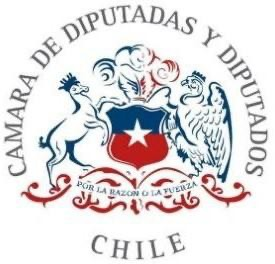 CAMARA DE DIPUTADAS Y DIPUTADOS
POR LA RAZON O LA FUERZA
CHILE